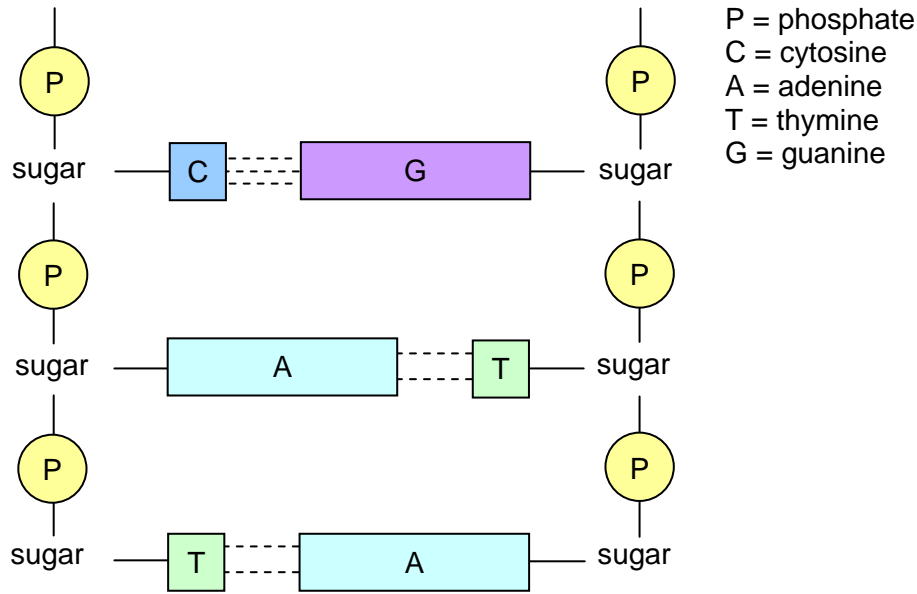 P = phosphate
C = cytosine
A = adenine
T = thymine
G = guanine
P P
sugar C G sugar
P P
sugar A T sugar
P P
sugar T A sugar